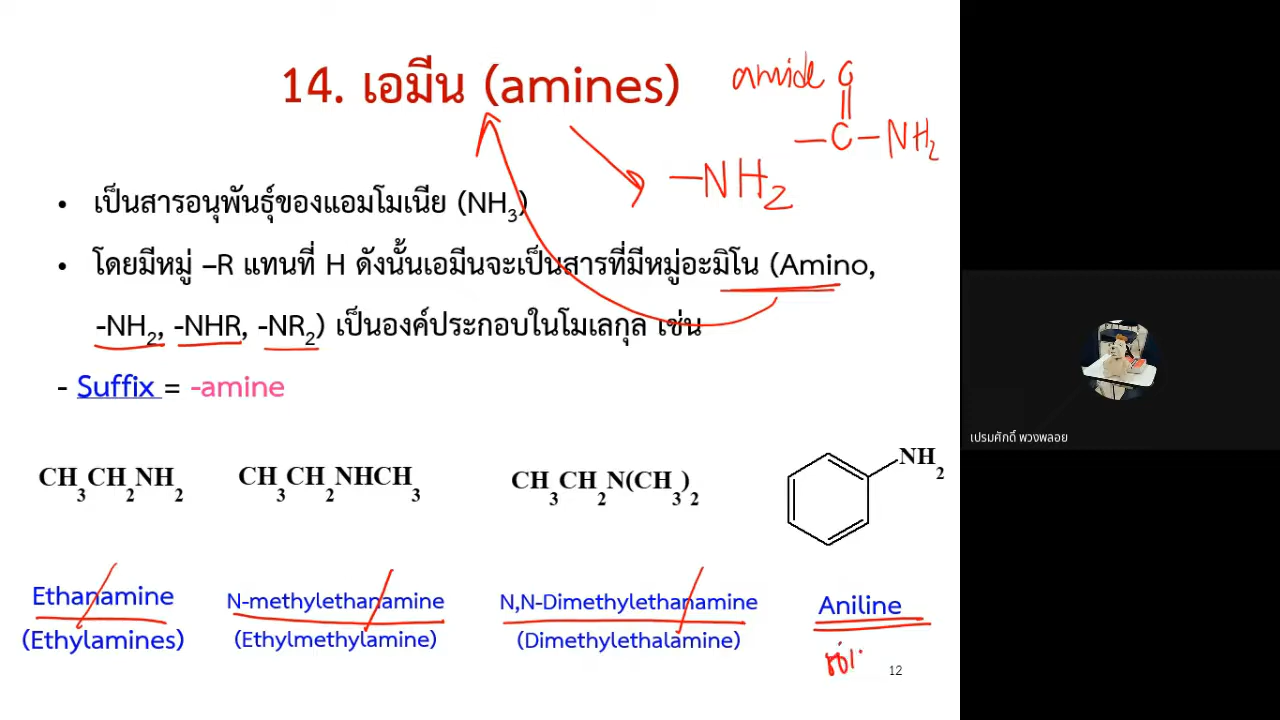 14. เอมีน (amines)
amide
O
– C – NH2
–NH2
• เป็นสารอนุพันธุ์ของแอมโมเนีย (NH3)
• โดยมีหมู่ –R แทนที่ H ดังนั้นเอมีนจะเป็นสารที่มีหมู่อะมิโน (Amino,
-NH2, -NHR, -NR2) เป็นองค์ประกอบในโมเลกุล เช่น
- Suffix = -amine
NH2
CH3CH2NH2 CH3CH2NHCH3 CH3CH2N(CH3)2
Ethanamine N-methylethanamine N,N-Dimethylethanamine Aniline
(Ethylamines) (Ethylmethylamine) (Dimethylethalamine)
12
เปรมศักดิ์ พวงพลอย